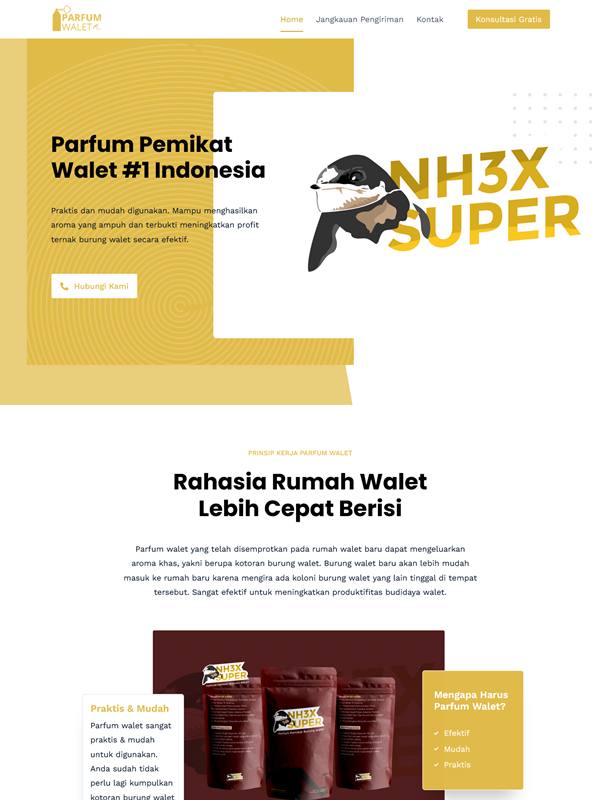 PARFUM
WALET
Home
Jangkauan Pengiriman
Kontak
Konsultasi Gratis
Parfum Pemikat
Walet #1 Indonesia
Praktis dan mudah digunakan. Mampu menghasilkan
aroma yang ampuh dan terbukti meningkatkan profit
ternak burung walet secara efektif.
Hubungi Kami
NH3X
SUPER
PRINSIP KERJA PARFUM WALET
Rahasia Rumah Walet
Lebih Cepat Berisi
Parfum walet yang telah disemprotkan pada rumah walet baru dapat mengeluarkan
aroma khas, yakni berupa kotoran burung walet. Burung walet baru akan lebih mudah
masuk ke rumah baru karena mengira ada koloni burung walet yang lain tinggal di tempat
tersebut. Sangat efektif untuk meningkatkan produktifitas budidaya walet.
NH3X
SUPER
NH3X
SUPER
Praktis & Mudah
Parfum walet sangat
praktis & mudah
untuk digunakan.
Anda sudah tidak
perlu lagi kumpulkan
kotoran burung walet
Mengapa Harus
Parfum Walet?
Efektif
Mudah
Praktis